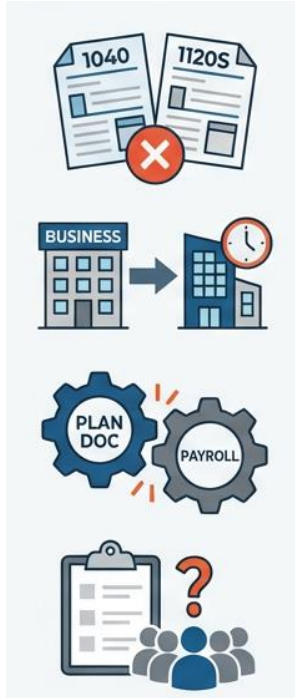 1040
1120S
BUSINESS
PLAN
DOC
PAYROLL
?